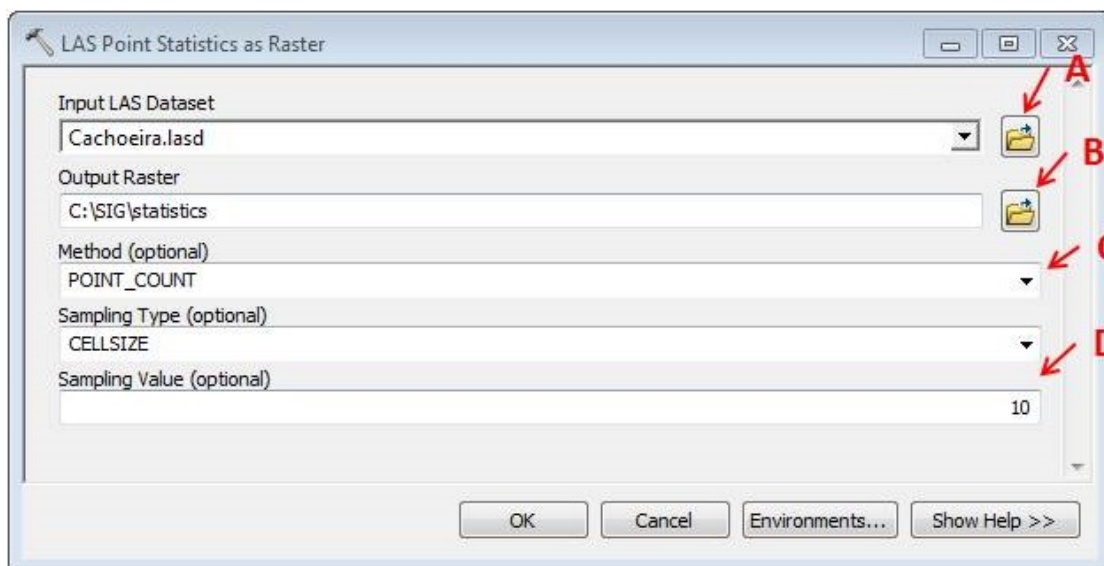 LAS Point Statistics as Raster
A
Input LAS Dataset
Cachoeira.lasd
B
Output Raster
C:\SIG\statistics
Method (optional)
C
POINT_COUNT
Sampling Type (optional)
CELLSIZE
D
Sampling Value (optional)
10
OK Cancel Environments... Show Help >>